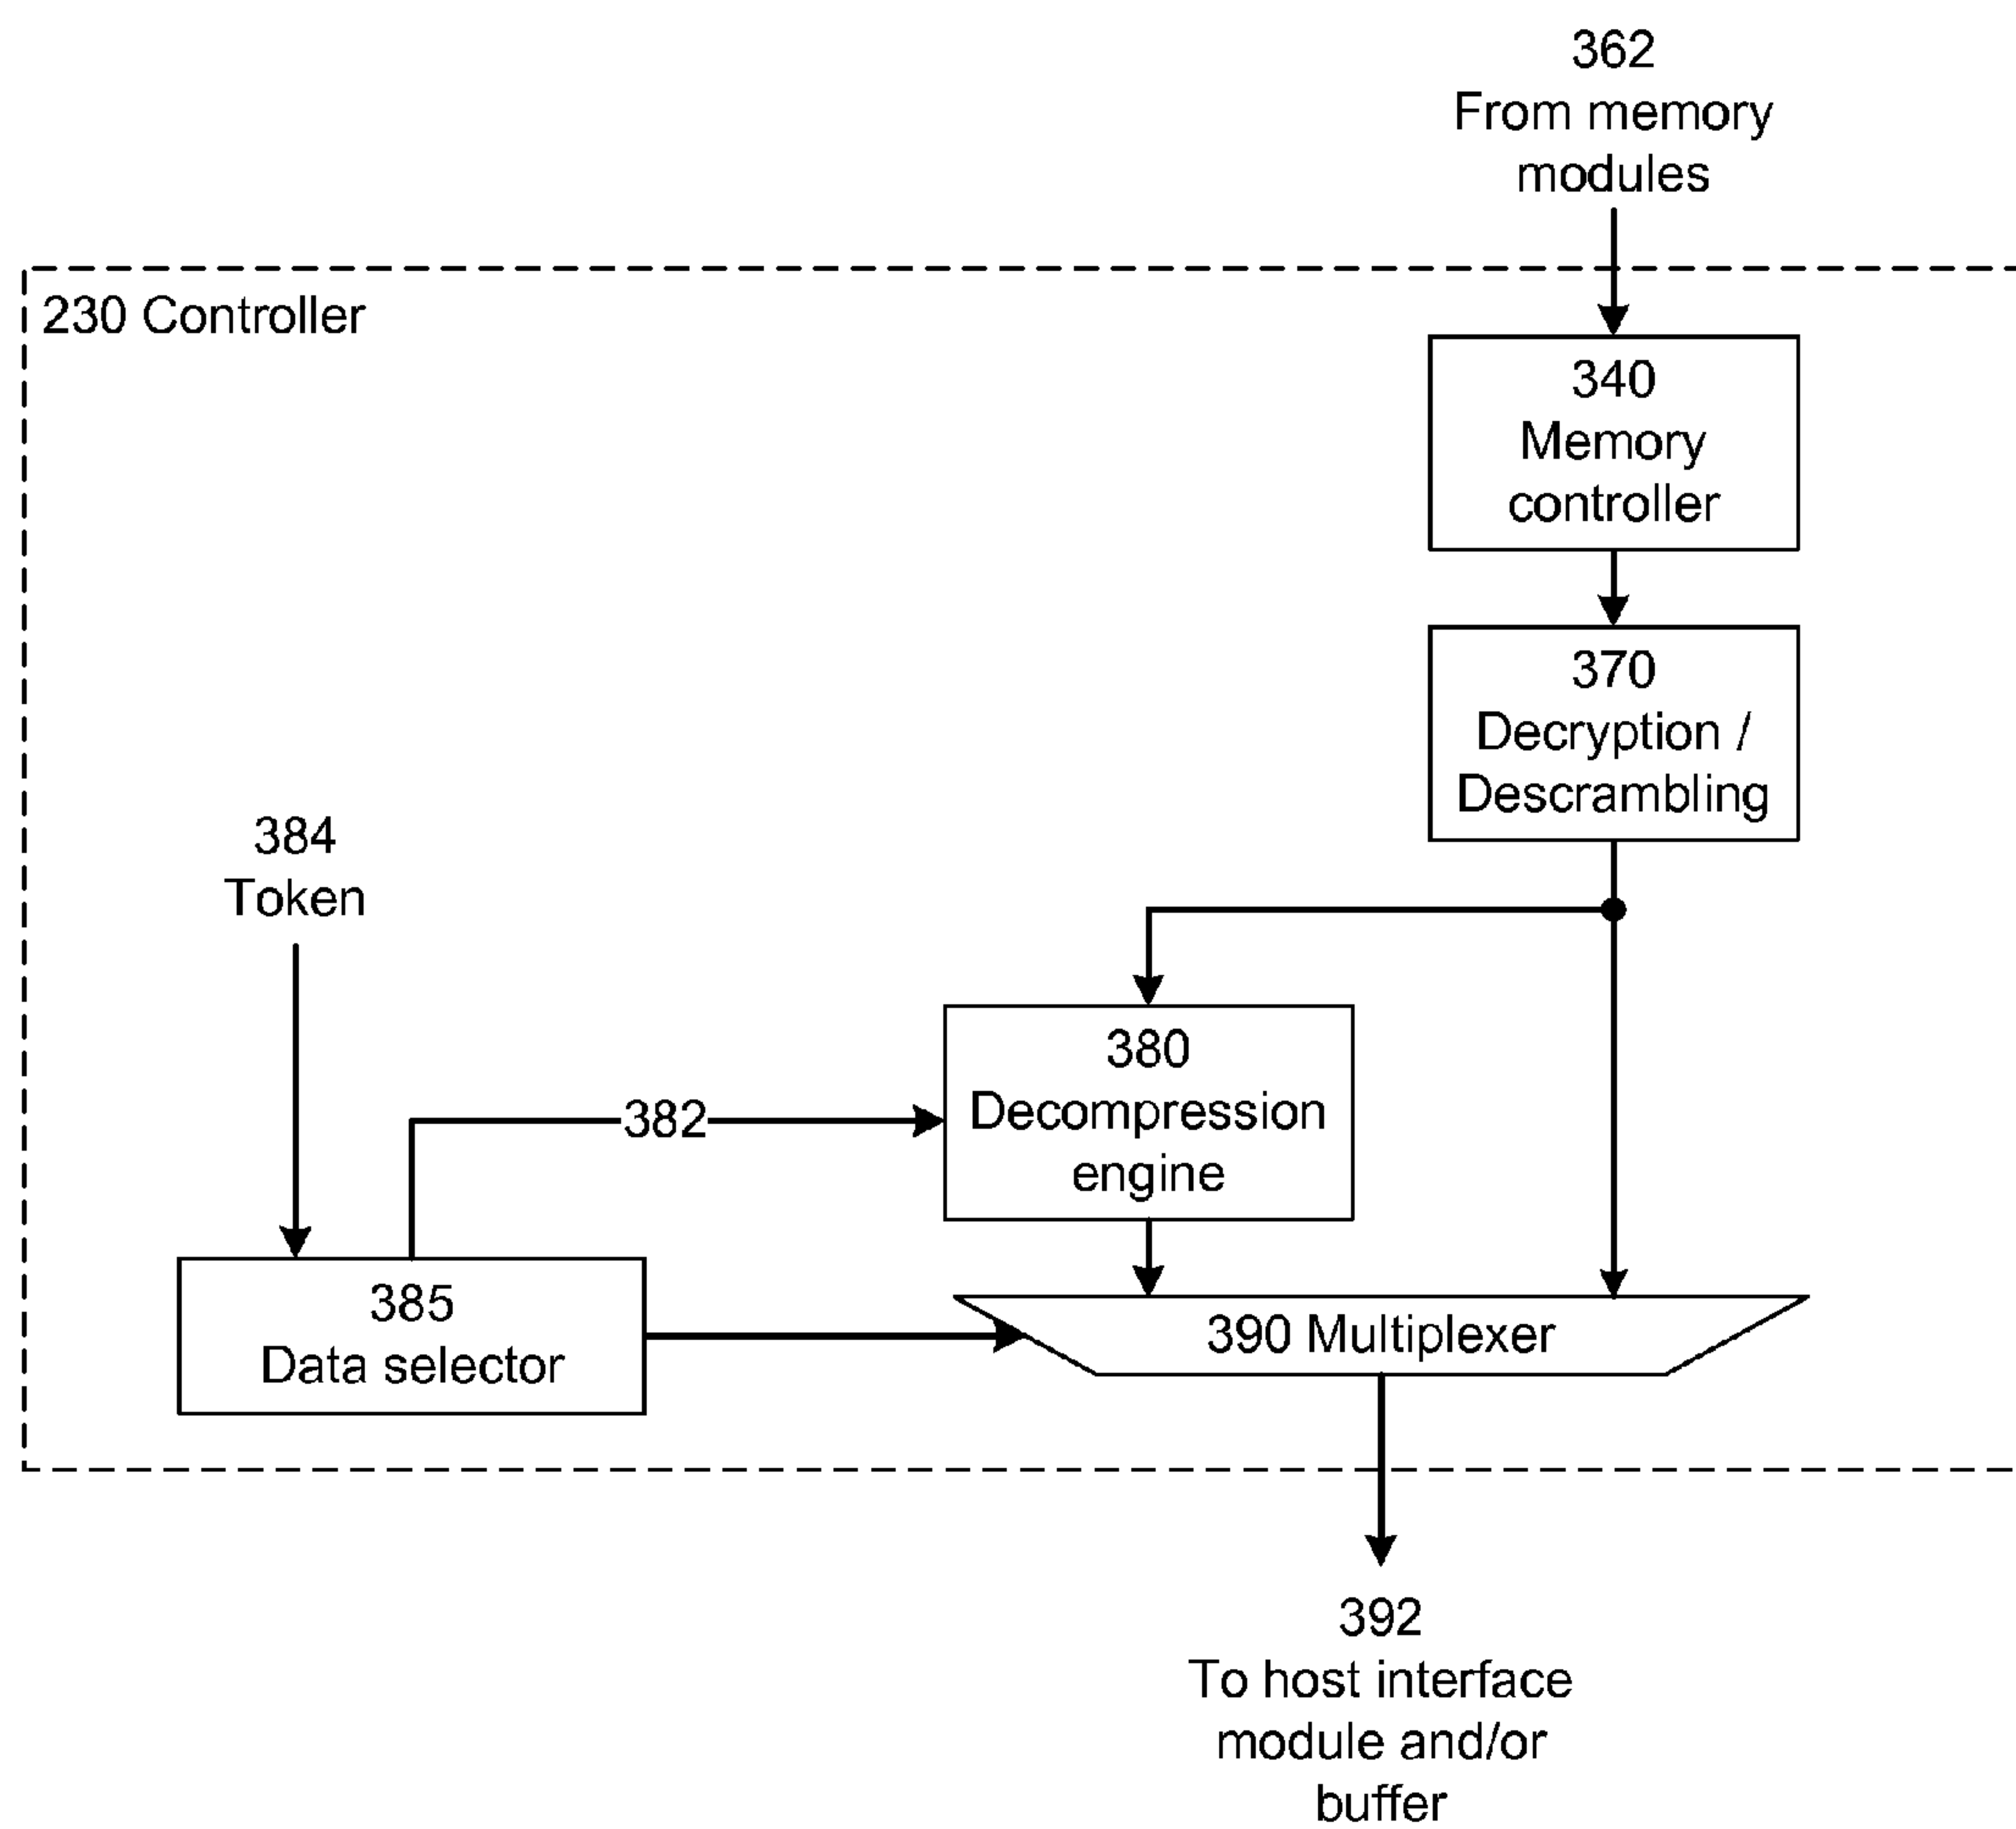 362
From memory
modules
230 Controller
340
Memory
controller
370
Decryption /
Descrambling
384
Token
380
Decompression
engine
382
385
Data selector
390 Multiplexer
392
To host interface
module and/or
buffer